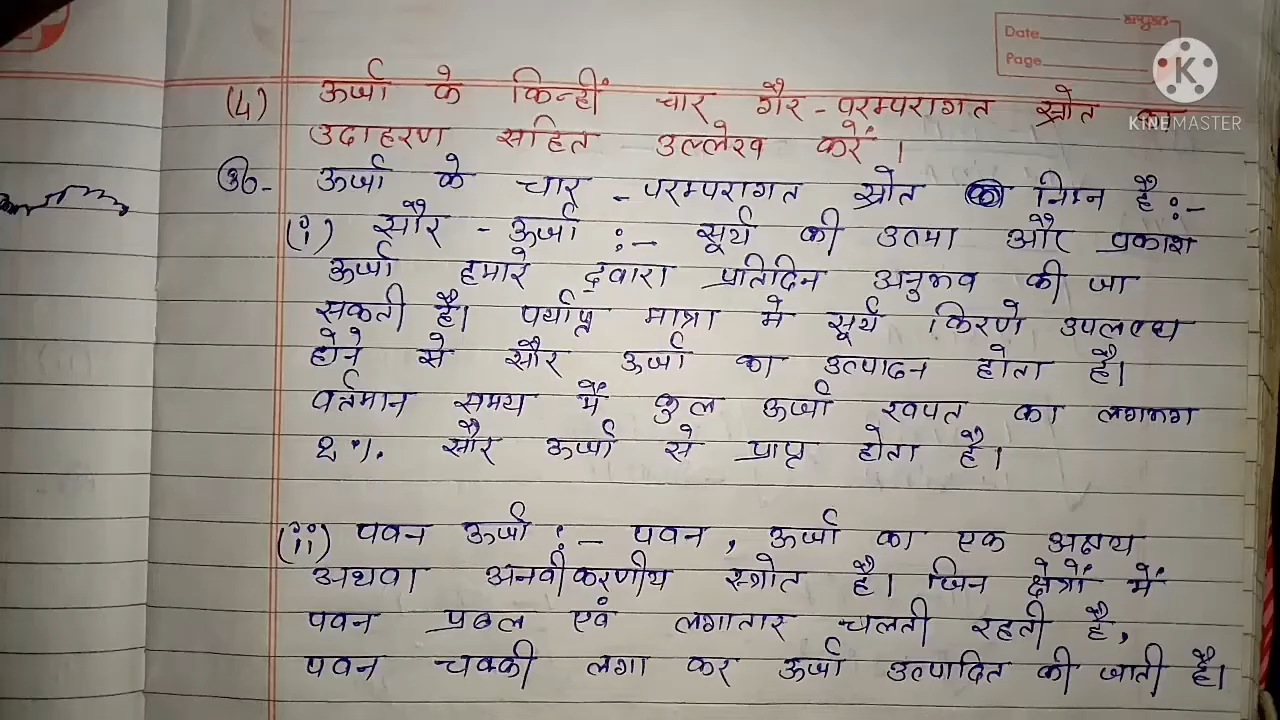 Date
Page
K
KINEMASTER
(4) ऊर्जा के किन्हीं चार गैर-परम्परागत स्रोत का
उदाहरण सहित उल्लेख करें।
उ०- ऊर्जा के चार -परम्परागत स्रोत निम्न है :-
(i) सौर -ऊर्जा :- सूर्य की उतमा और प्रकाश
ऊर्जा हमारे द्वारा प्रतिदिन अनुभव की जा
सकती है। पर्याप्त मात्रा मे सूर्य किरणे उपलब्ध
होने से सौर ऊर्जा का उत्पादन होता है।
वर्तमान समय में कुल ऊर्जा खपत का लगभग
2%. सौर ऊर्जा से प्राप्त होता है।
(ii) पवन ऊर्जा :- पवन, ऊर्जा का एक अक्षय
अथवा अनवीकरणीय स्त्रोत है। जिन क्षेत्रों में
पवन प्रबल एवं लगातार चलती रहती है,
पवन चक्की लगा कर ऊर्जा उत्पादित की जाती है।